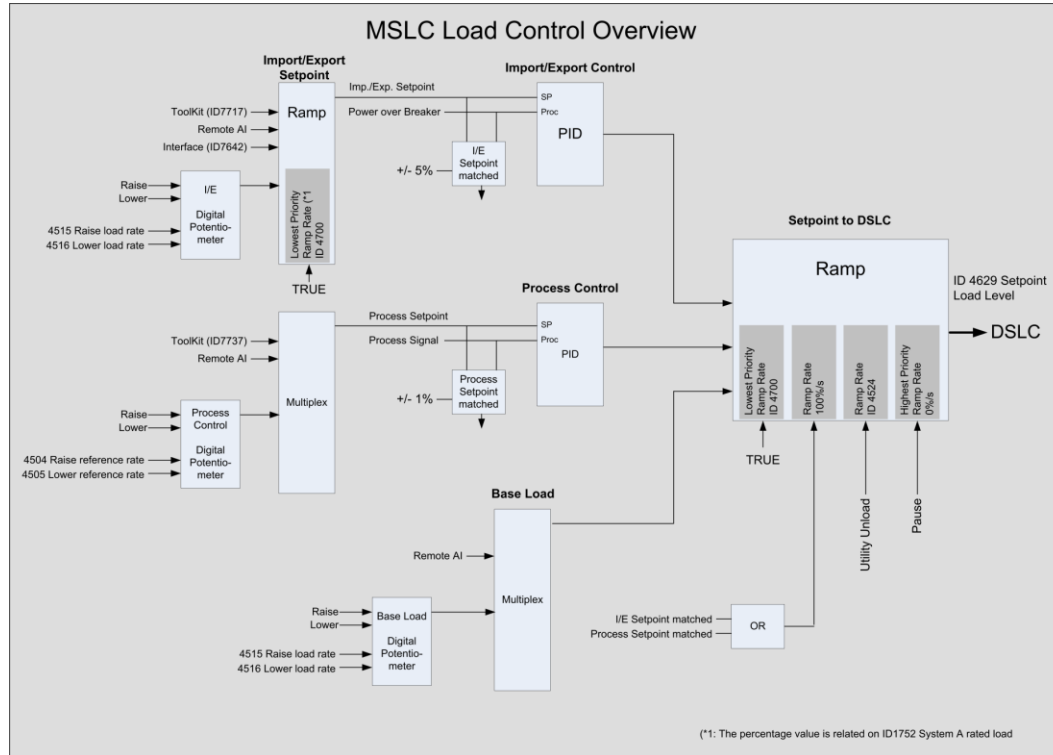 MSLC Load Control Overview
Import/Export
Setpoint
Ramp
ToolKit (ID7717)
Remote AI
Interface (ID7642)
Raise
Lower
4515 Raise load rate
4516 Lower load rate
I/E
Digital
Potentio-
meter
Lowest Priority
Ramp Rate (*1
ID 4700
TRUE
Imp./Exp. Setpoint
Power over Breaker
+/- 5%
I/E
Setpoint
matched
Import/Export Control
SP
Proc
PID
Process Control
Process Setpoint
Process Signal
+/- 1%
Process
Setpoint
matched
SP
Proc
PID
ToolKit (ID7737)
Remote AI
Multiplex
Raise
Lower
4504 Raise reference rate
4505 Lower reference rate
Process
Control
Digital
Potentio-
meter
Base Load
Remote AI
Multiplex
Raise
Lower
4515 Raise load rate
4516 Lower load rate
Base Load
Digital
Potentio-
meter
Setpoint to DSLC
Ramp
Lowest Priority
Ramp Rate
ID 4700
Ramp Rate
100%/s
Ramp Rate
ID 4524
Highest Priority
Ramp Rate
0%/s
TRUE
Utility Unload
Pause
ID 4629 Setpoint
Load Level
DSLC
I/E Setpoint matched
Process Setpoint matched
OR
(*1: The percentage value is related on ID1752 System A rated load